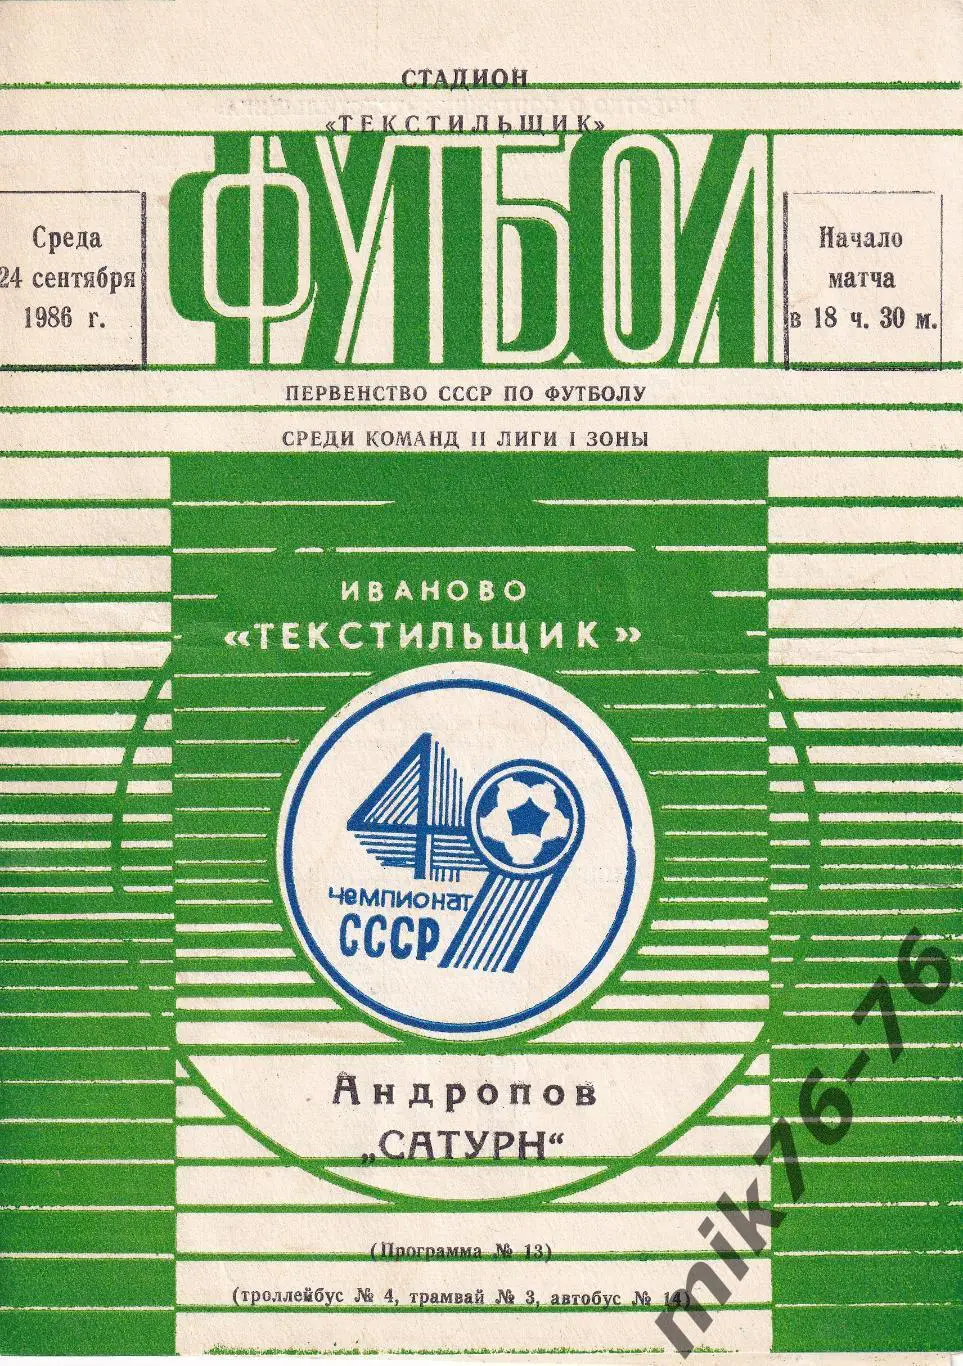 СТАДИОН
«ТЕКСТИЛЬЩИК»
ФУТБОЛ
Среда
24 сентября
1986 г.
Начало
матча
в 18 ч. 30 м.
ПЕРВЕНСТВО СССР ПО ФУТБОЛУ
СРЕДИ КОМАНД II ЛИГИ I ЗОНЫ
ИВАНОВО
«ТЕКСТИЛЬЩИК»
49
чемпионат
СССР
Андропов
„САТУРН“
(Программа № 13)
(троллейбус № 4, трамвай № 3, автобус № 14)
mik76-76